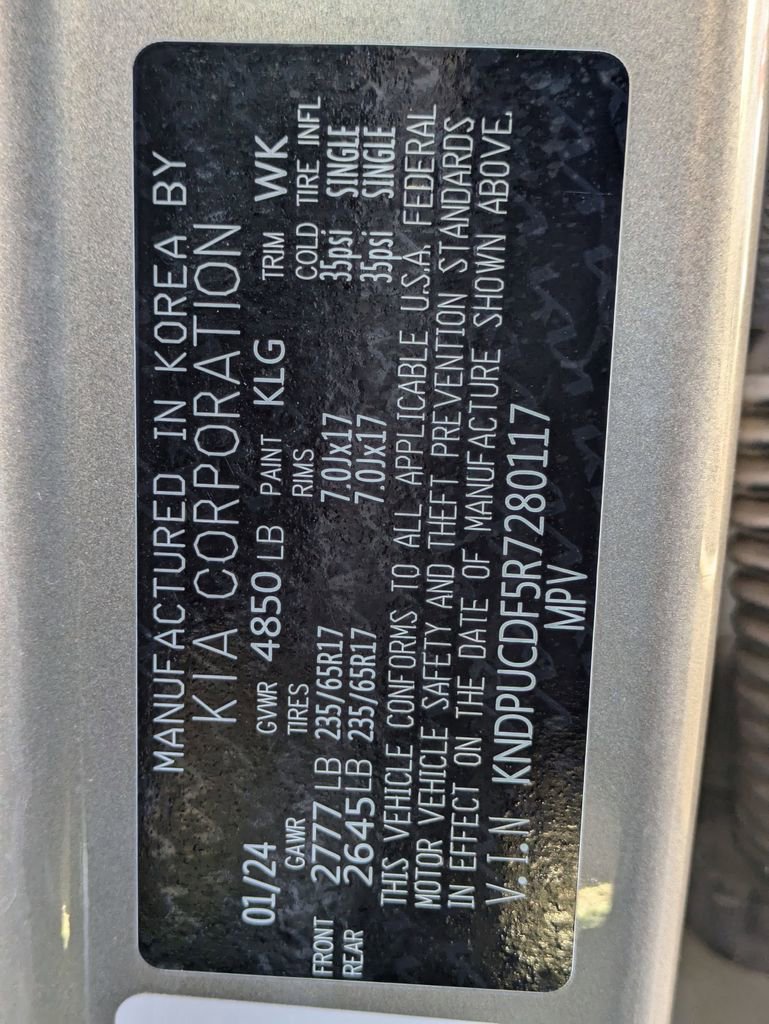 MANUFACTURED IN KOREA BY
KIA CORPORATION
01/24 GVWR 4850 LB PAINT KLG TRIM WK
GAWR TIRES RIMS COLD TIRE INFL
FRONT 2777 LB 235/65R17 7.0Jx17 35psi SINGLE
REAR 2645 LB 235/65R17 7.0Jx17 35psi SINGLE
THIS VEHICLE CONFORMS TO ALL APPLICABLE U.S.A. FEDERAL
MOTOR VEHICLE SAFETY AND THEFT PREVENTION STANDARDS
IN EFFECT ON THE DATE OF MANUFACTURE SHOWN ABOVE.
V.I.N KNDPUCDF5R7280117
MPV